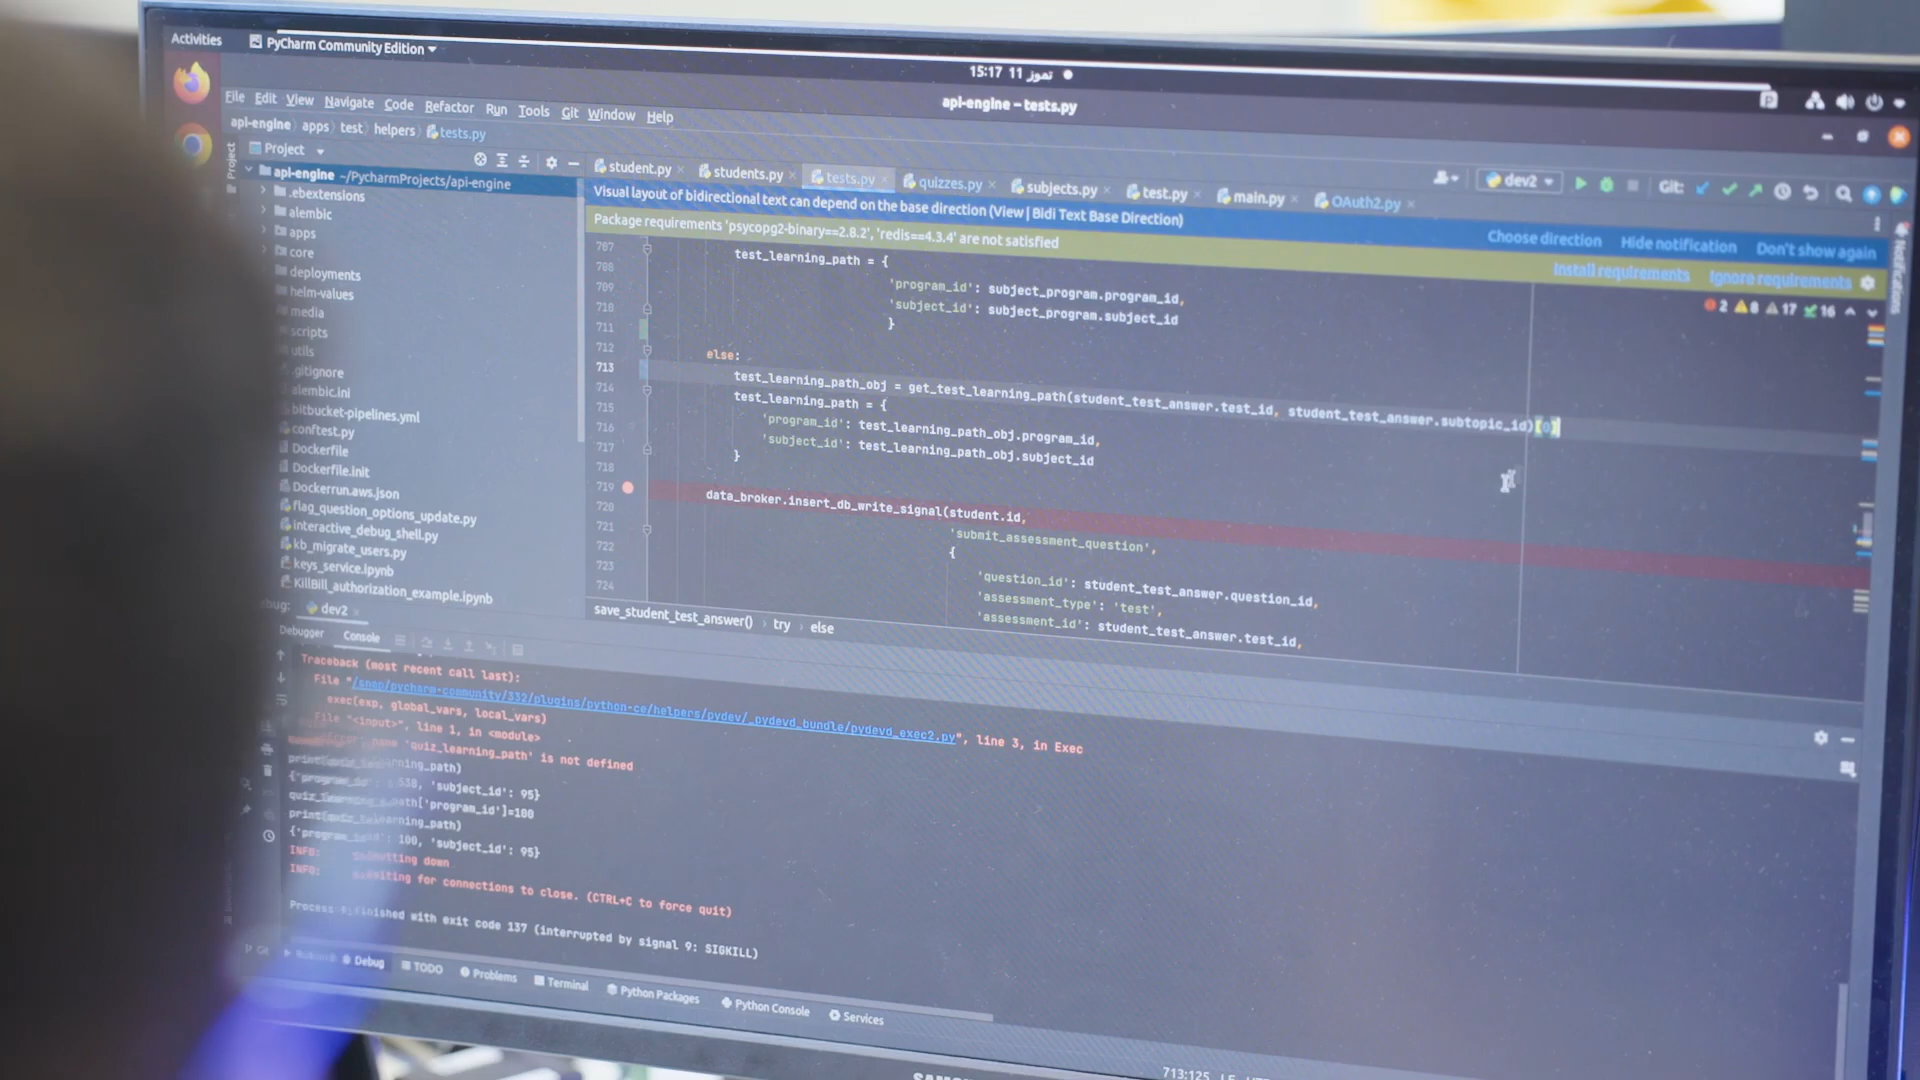 Activities PyCharm Community Edition
15:17 11 تموز
api-engine – tests.py
File Edit View Navigate Code Refactor Run Tools Git Window Help
api-engine apps test helpers tests.py
Project
Project
student.py students.py tests.py quizzes.py subjects.py test.py main.py OAuth2.py
dev2 Git:
api-engine ~/PycharmProjects/api-engine
.ebextensions
alembic
apps
core
deployments
helm-values
media
scripts
utils
.gitignore
alembic.ini
bitbucket-pipelines.yml
conftest.py
Dockerfile
Dockerfile.init
Dockerrun.aws.json
flag_question_options_update.py
interactive_debug_shell.py
kb_migrate_users.py
keys_service.ipynb
KillBill_authorization_example.ipynb
Visual layout of bidirectional text can depend on the base direction (View | Bidi Text Base Direction)
Choose direction Hide notification Don't show again
Package requirements 'psycopg2-binary==2.8.2', 'redis==4.3.4' are not satisfied
Install requirements Ignore requirements
Notifications
2 8 17 16
707
708
709
710
711
712
713
714
715
716
717
718
719
720
721
722
723
724
test_learning_path = {
'program_id': subject_program.program_id,
'subject_id': subject_program.subject_id
}
else:
test_learning_path_obj = get_test_learning_path(student_test_answer.test_id, student_test_answer.subtopic_id)[0]
test_learning_path = {
'program_id': test_learning_path_obj.program_id,
'subject_id': test_learning_path_obj.subject_id
}
data_broker.insert_db_write_signal(student.id,
'submit_assessment_question',
{
'question_id': student_test_answer.question_id,
'assessment_type': 'test',
'assessment_id': student_test_answer.test_id,
save_student_test_answer() try else
dev2
Debugger Console
Traceback (most recent call last):
File "/snap/pycharm-community/332/plugins/python-ce/helpers/pydev/_pydevd_bundle/pydevd_exec2.py", line 3, in Exec
exec(exp, global_vars, local_vars)
File "<input>", line 1, in <module>
name 'quiz_learning_path' is not defined
print(quiz_learning_path)
{'program_id': 538, 'subject_id': 95}
quiz_learning_path['program_id']=100
print(quiz_learning_path)
{'program_id': 100, 'subject_id': 95}
INFO: Shutting down
INFO: Waiting for connections to close. (CTRL+C to force quit)
Process finished with exit code 137 (interrupted by signal 9: SIGKILL)
Git Debug TODO Problems Terminal Python Packages Python Console Services
713:125 LF